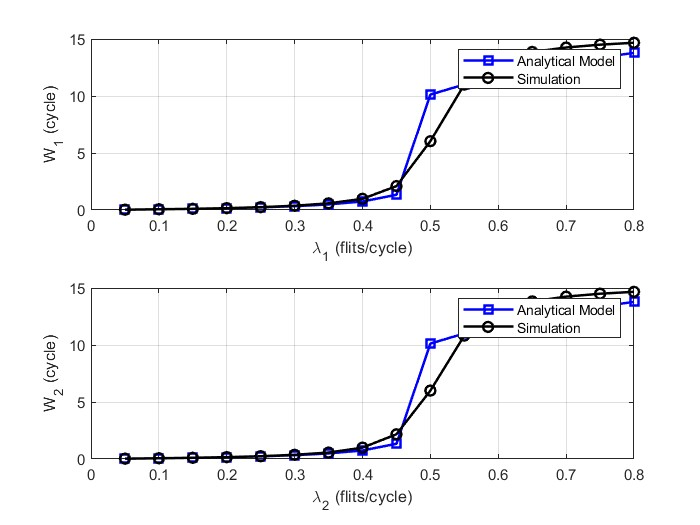 15
10
5
0
W1 (cycle)
Analytical Model
Simulation
0 0.1 0.2 0.3 0.4 0.5 0.6 0.7 0.8
λ1 (flits/cycle)
15
10
5
0
W2 (cycle)
Analytical Model
Simulation
0 0.1 0.2 0.3 0.4 0.5 0.6 0.7 0.8
λ2 (flits/cycle)